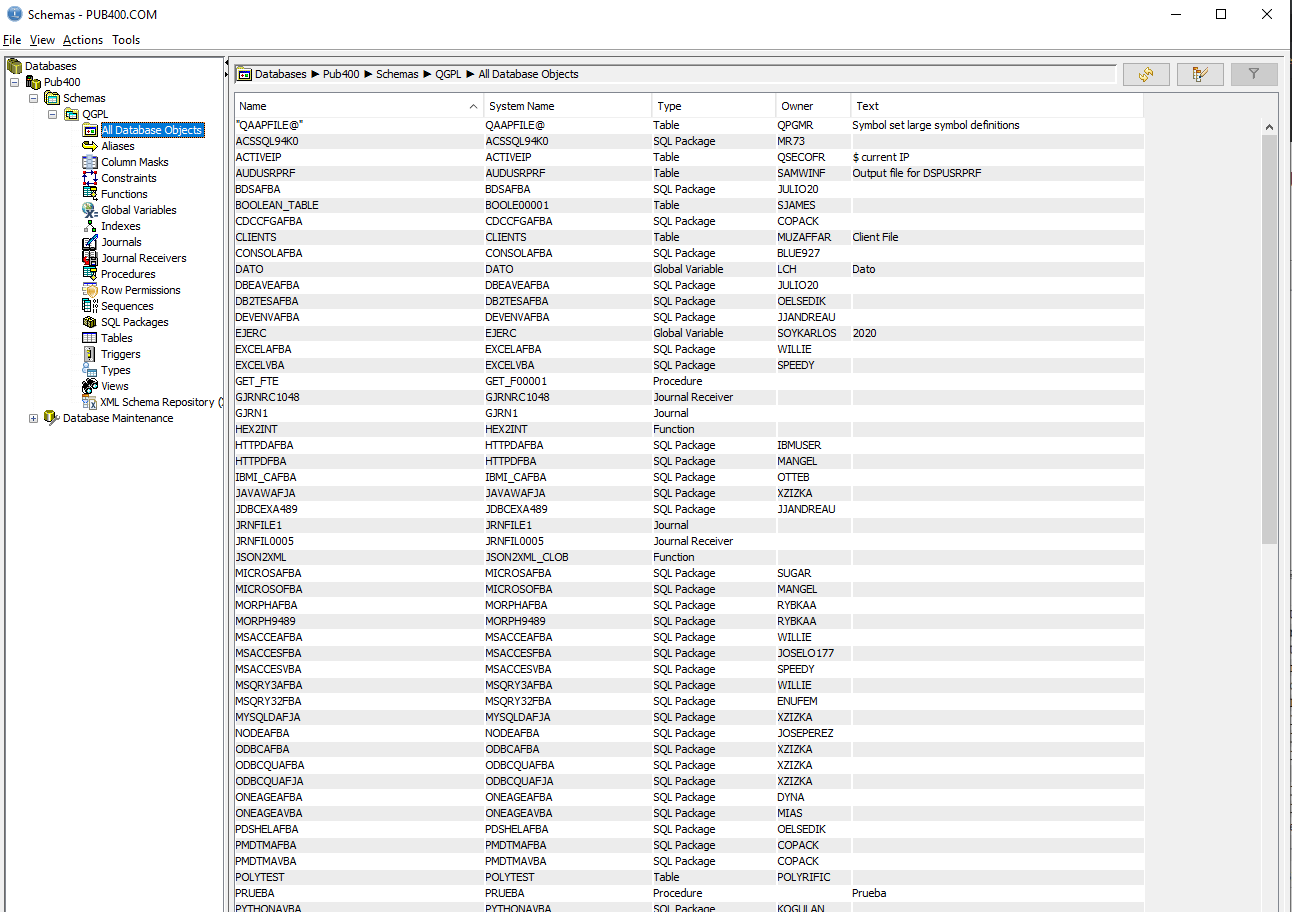 Schemas - PUB400.COM
File View Actions Tools
Databases
Pub400
Schemas
QGPL
All Database Objects
Aliases
Column Masks
Constraints
Functions
Global Variables
Indexes
Journals
Journal Receivers
Procedures
Row Permissions
Sequences
SQL Packages
Tables
Triggers
Types
Views
XML Schema Repository (
Database Maintenance
Databases ▶ Pub400 ▶ Schemas ▶ QGPL ▶ All Database Objects
Name System Name Type Owner Text
"QAAPFILE@" QAAPFILE@ Table QPGMR Symbol set large symbol definitions
ACSSQL94K0 ACSSQL94K0 SQL Package MR73
ACTIVEIP ACTIVEIP Table QSECOFR $ current IP
AUDUSRPRF AUDUSRPRF Table SAMWINF Output file for DSPUSRPRF
BDSAFBA BDSAFBA SQL Package JULIO20
BOOLEAN_TABLE BOOLE00001 Table SJAMES
CDCCFGAFBA CDCCFGAFBA SQL Package COPACK
CLIENTS CLIENTS Table MUZAFFAR Client File
CONSOLAFBA CONSOLAFBA SQL Package BLUE927
DATO DATO Global Variable LCH Dato
DBEAVEAFBA DBEAVEAFBA SQL Package JULIO20
DB2TESAFBA DB2TESAFBA SQL Package OELSEDIK
DEVENVAFBA DEVENVAFBA SQL Package JJANDREAU
EJERC EJERC Global Variable SOYKARLOS 2020
EXCELAFBA EXCELAFBA SQL Package WILLIE
EXCELVBA EXCELVBA SQL Package SPEEDY
GET_FTE GET_F00001 Procedure
GJRNRC1048 GJRNRC1048 Journal Receiver
GJRN1 GJRN1 Journal
HEX2INT HEX2INT Function
HTTPDAFBA HTTPDAFBA SQL Package IBMUSER
HTTPDFBA HTTPDFBA SQL Package MANGEL
IBMI_CAFBA IBMI_CAFBA SQL Package OTTEB
JAVAWAFJA JAVAWAFJA SQL Package XZIZKA
JDBCEXA489 JDBCEXA489 SQL Package JJANDREAU
JRNFILE1 JRNFILE1 Journal
JRNFIL0005 JRNFIL0005 Journal Receiver
JSON2XML JSON2XML_CLOB Function
MICROSAFBA MICROSAFBA SQL Package SUGAR
MICROSOFBA MICROSOFBA SQL Package MANGEL
MORPHAFBA MORPHAFBA SQL Package RYBKAA
MORPH9489 MORPH9489 SQL Package RYBKAA
MSACCEAFBA MSACCEAFBA SQL Package WILLIE
MSACCESFBA MSACCESFBA SQL Package JOSELO177
MSACCESVBA MSACCESVBA SQL Package SPEEDY
MSQRY3AFBA MSQRY3AFBA SQL Package WILLIE
MSQRY32FBA MSQRY32FBA SQL Package ENUFEM
MYSQLDAFJA MYSQLDAFJA SQL Package XZIZKA
NODEAFBA NODEAFBA SQL Package JOSEPEREZ
ODBCAFBA ODBCAFBA SQL Package XZIZKA
ODBCQUAFBA ODBCQUAFBA SQL Package XZIZKA
ODBCQUAFJA ODBCQUAFJA SQL Package XZIZKA
ONEAGEAFBA ONEAGEAFBA SQL Package DYNA
ONEAGEAVBA ONEAGEAVBA SQL Package MIAS
PDSHELAFBA PDSHELAFBA SQL Package OELSEDIK
PMDTMAFBA PMDTMAFBA SQL Package COPACK
PMDTMAVBA PMDTMAVBA SQL Package COPACK
POLYTEST POLYTEST Table POLYRIFIC
PRUEBA PRUEBA Procedure Prueba
PYTHONAVBA PYTHONAVBA SQL Package KOGULAN